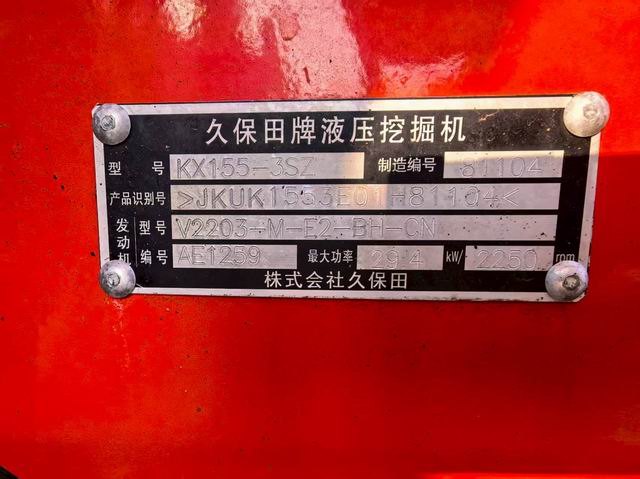 久保田牌液压挖掘机
型号 KX155-3SZ 制造编号 81104
产品识别号 >JKUK1553E01H81104<
发动机 型号 V2203-M-E2-BH-CN
编号 AE1259 最大功率 29.4 kW/ 2250 rpm
株式会社久保田